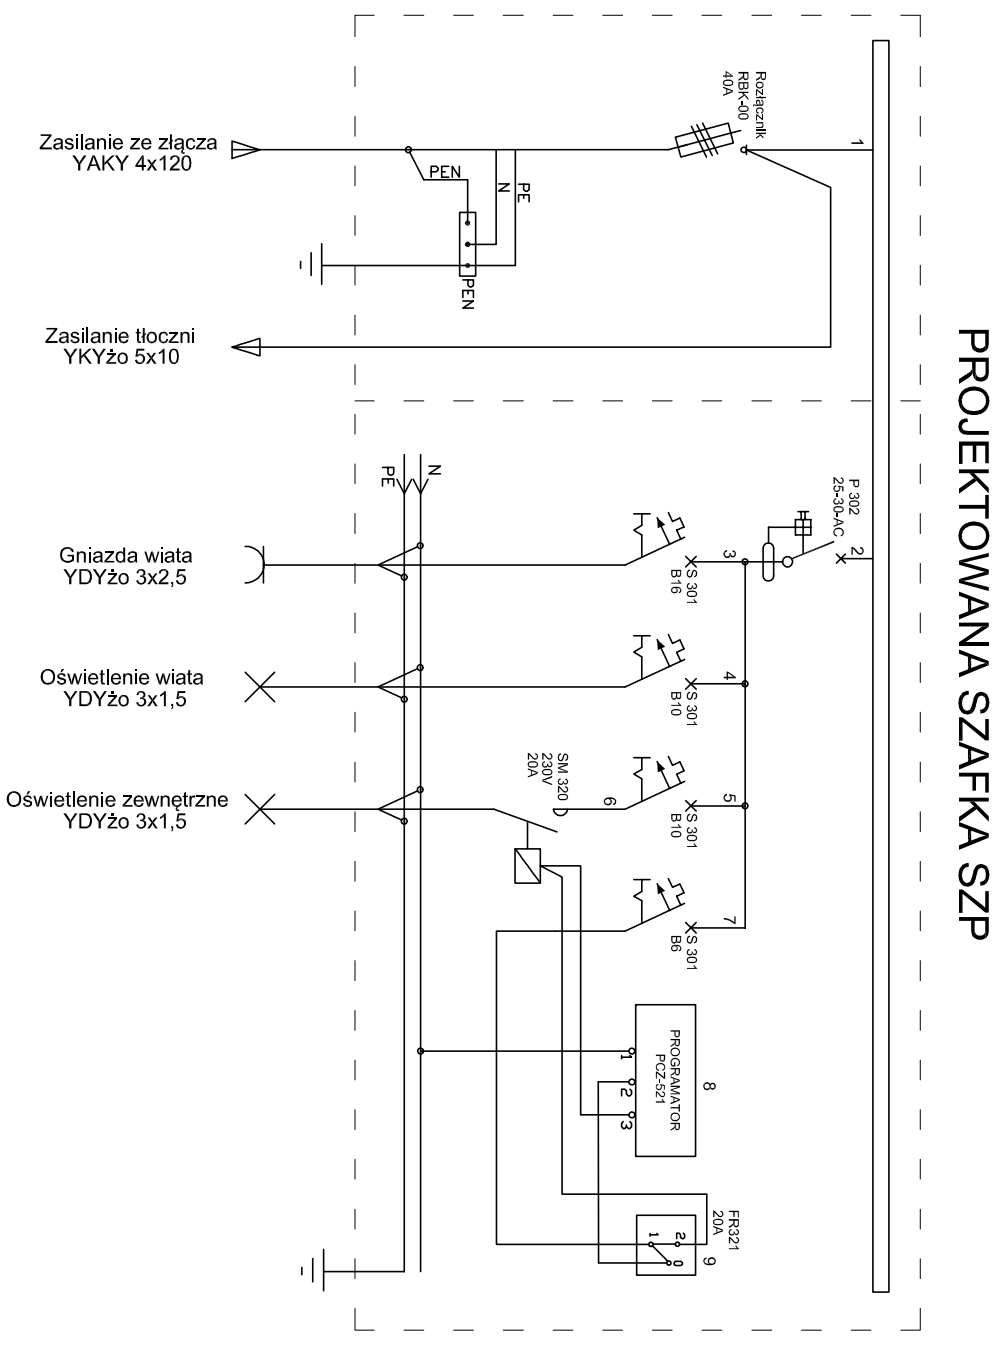 PROJEKTOWANA SZAFKA SZP
Zasilanie ze złącza
YAKY 4x120
PEN
N
PE
PEN
Rozłącznik
RBK-00
40A
1
Zasilanie tłoczni
YKYżo 5x10
N
PE
P 302
25-30-AC
2
Gniazda wiata
YDYżo 3x2,5
3
S 301
B16
Oświetlenie wiata
YDYżo 3x1,5
4
S 301
B10
Oświetlenie zewnętrzne
YDYżo 3x1,5
SM 320
230V
20A
6
5
S 301
B10
7
S 301
B6
PROGRAMATOR
PCZ-521
8
1
2
3
FR321
20A
9
1
2
0